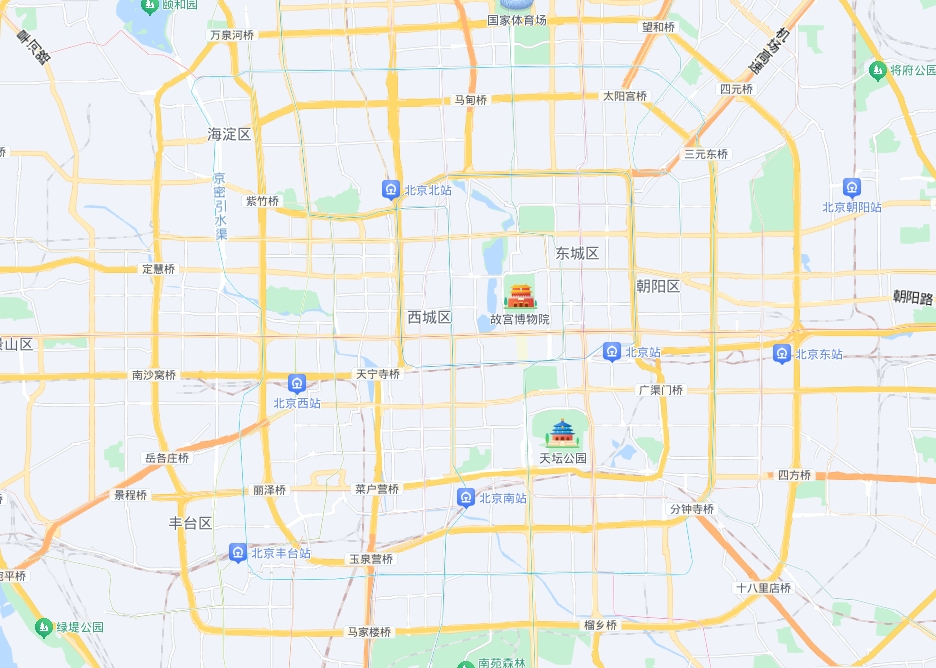 颐和园
国家体育场
望和桥
万泉河桥
旱河路
机场高速
将府公园
四元桥
马甸桥
太阳宫桥
海淀区
三元东桥
桥
京密引水渠
北京北站
紫竹桥
北京朝阳站
东城区
定慧桥
朝阳区
朝阳路
西城区
故宫博物院
景山区
北京站
北京东站
南沙窝桥
天宁寺桥
广渠门桥
北京西站
岳各庄桥
天坛公园
四方桥
景程桥
丽泽桥
菜户营桥
北京南站
分钟寺桥
丰台区
北京丰台站
玉泉营桥
宛平桥
十八里店桥
绿堤公园
马家楼桥
榴乡桥
南苑森林